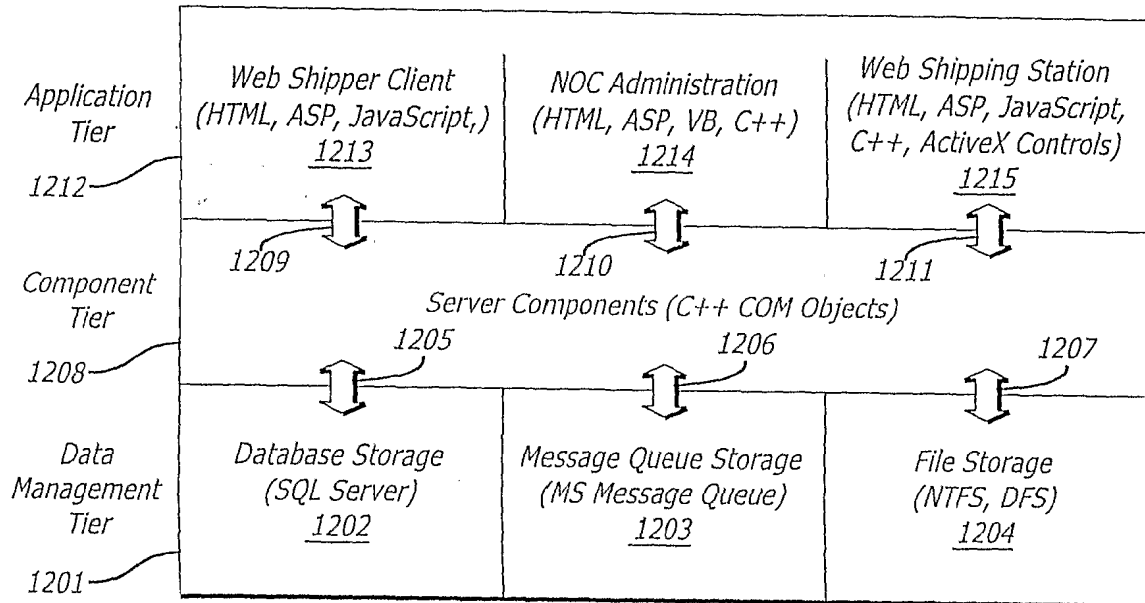 Application
Tier
1212
Web Shipper Client
(HTML, ASP, JavaScript,)
1213
NOC Administration
(HTML, ASP, VB, C++)
1214
Web Shipping Station
(HTML, ASP, JavaScript,
C++, ActiveX Controls)
1215
1209
1210
1211
Component
Tier
1208
Server Components (C++ COM Objects)
1205
1206
1207
Data
Management
Tier
1201
Database Storage
(SQL Server)
1202
Message Queue Storage
(MS Message Queue)
1203
File Storage
(NTFS, DFS)
1204